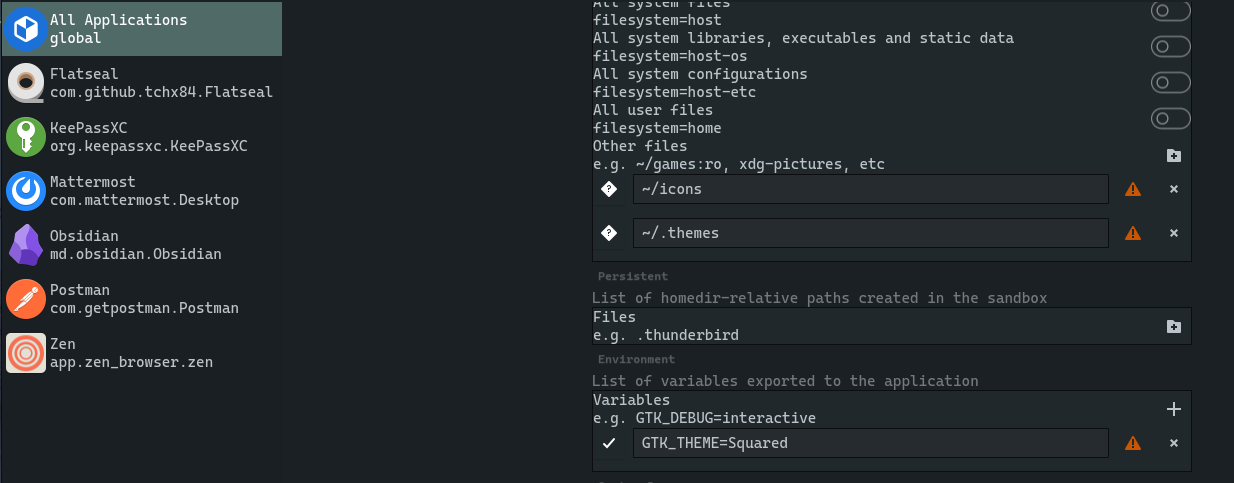 All Applications
global
Flatseal
com.github.tchx84.Flatseal
KeePassXC
org.keepassxc.KeePassXC
Mattermost
com.mattermost.Desktop
Obsidian
md.obsidian.Obsidian
Postman
com.getpostman.Postman
Zen
app.zen_browser.zen
All system files
filesystem=host
All system libraries, executables and static data
filesystem=host-os
All system configurations
filesystem=host-etc
All user files
filesystem=home
Other files
e.g. ~/games:ro, xdg-pictures, etc
~/icons
~/.themes
Persistent
List of homedir-relative paths created in the sandbox
Files
e.g. .thunderbird
Environment
List of variables exported to the application
Variables
e.g. GTK_DEBUG=interactive
GTK_THEME=Squared